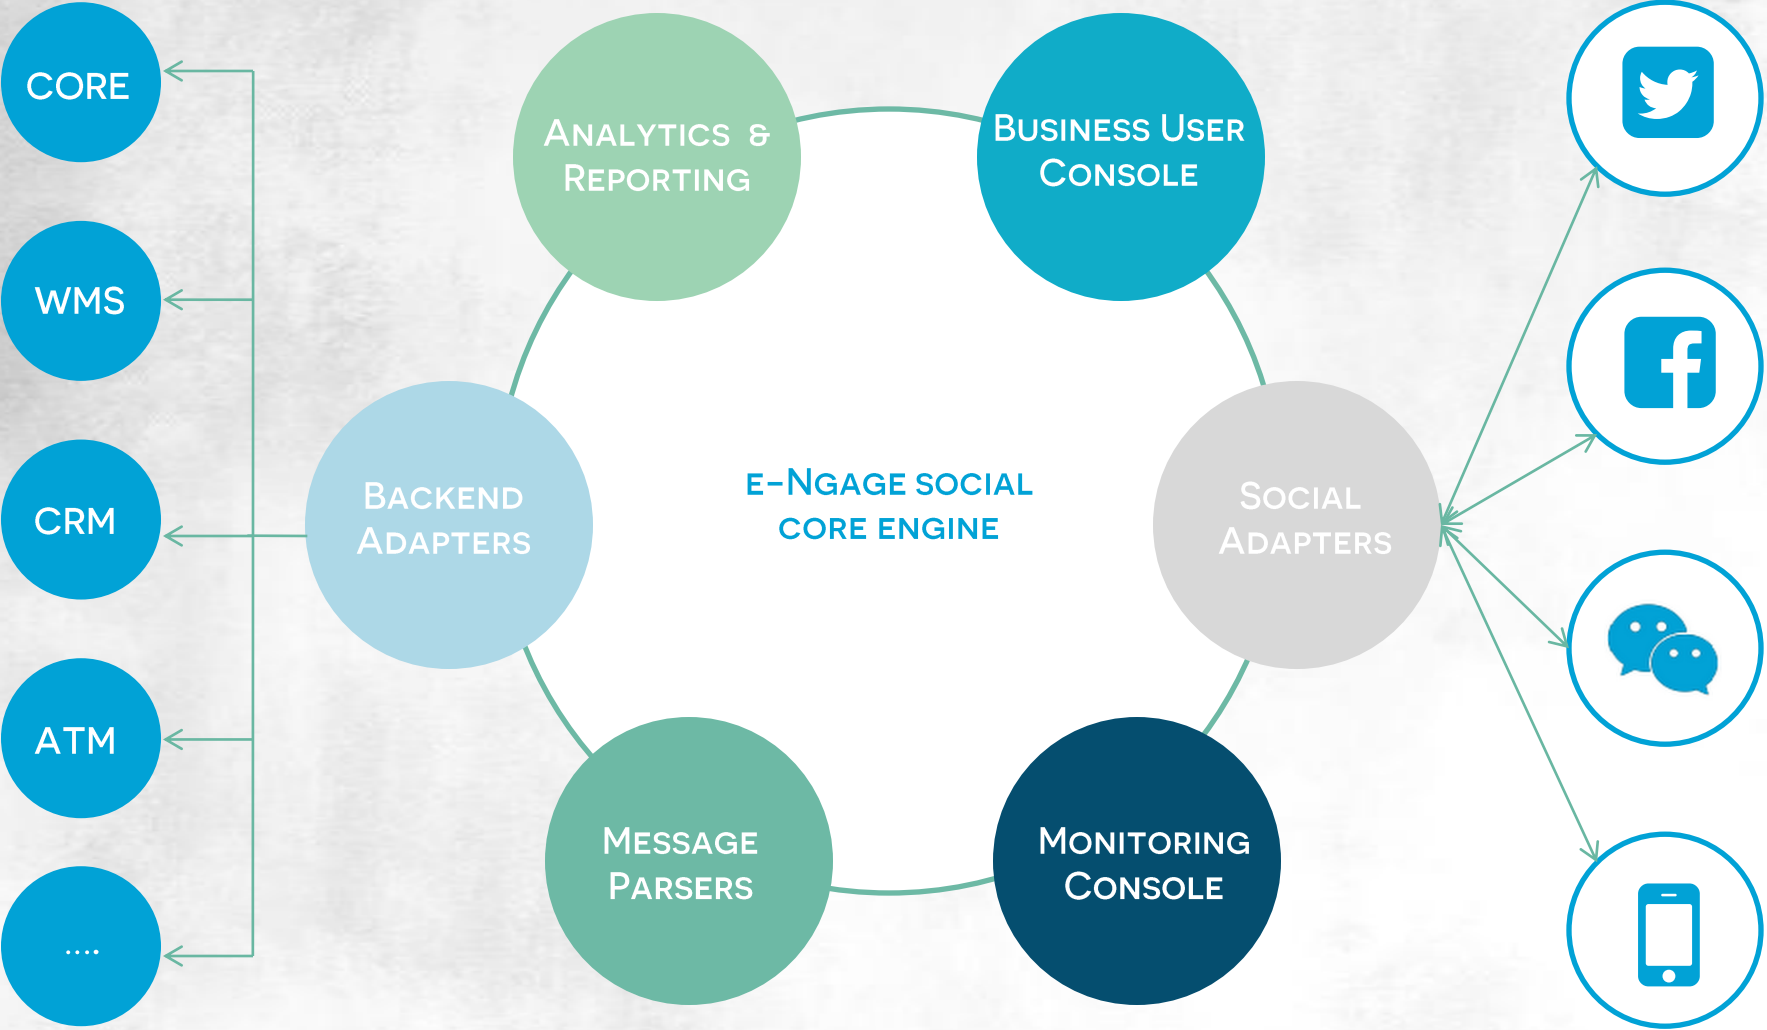 CORE
WMS
CRM
ATM
....
ANALYTICS &
REPORTING
BUSINESS USER
CONSOLE
BACKEND
ADAPTERS
e-NGAGE SOCIAL
CORE ENGINE
SOCIAL
ADAPTERS
MESSAGE
PARSERS
MONITORING
CONSOLE